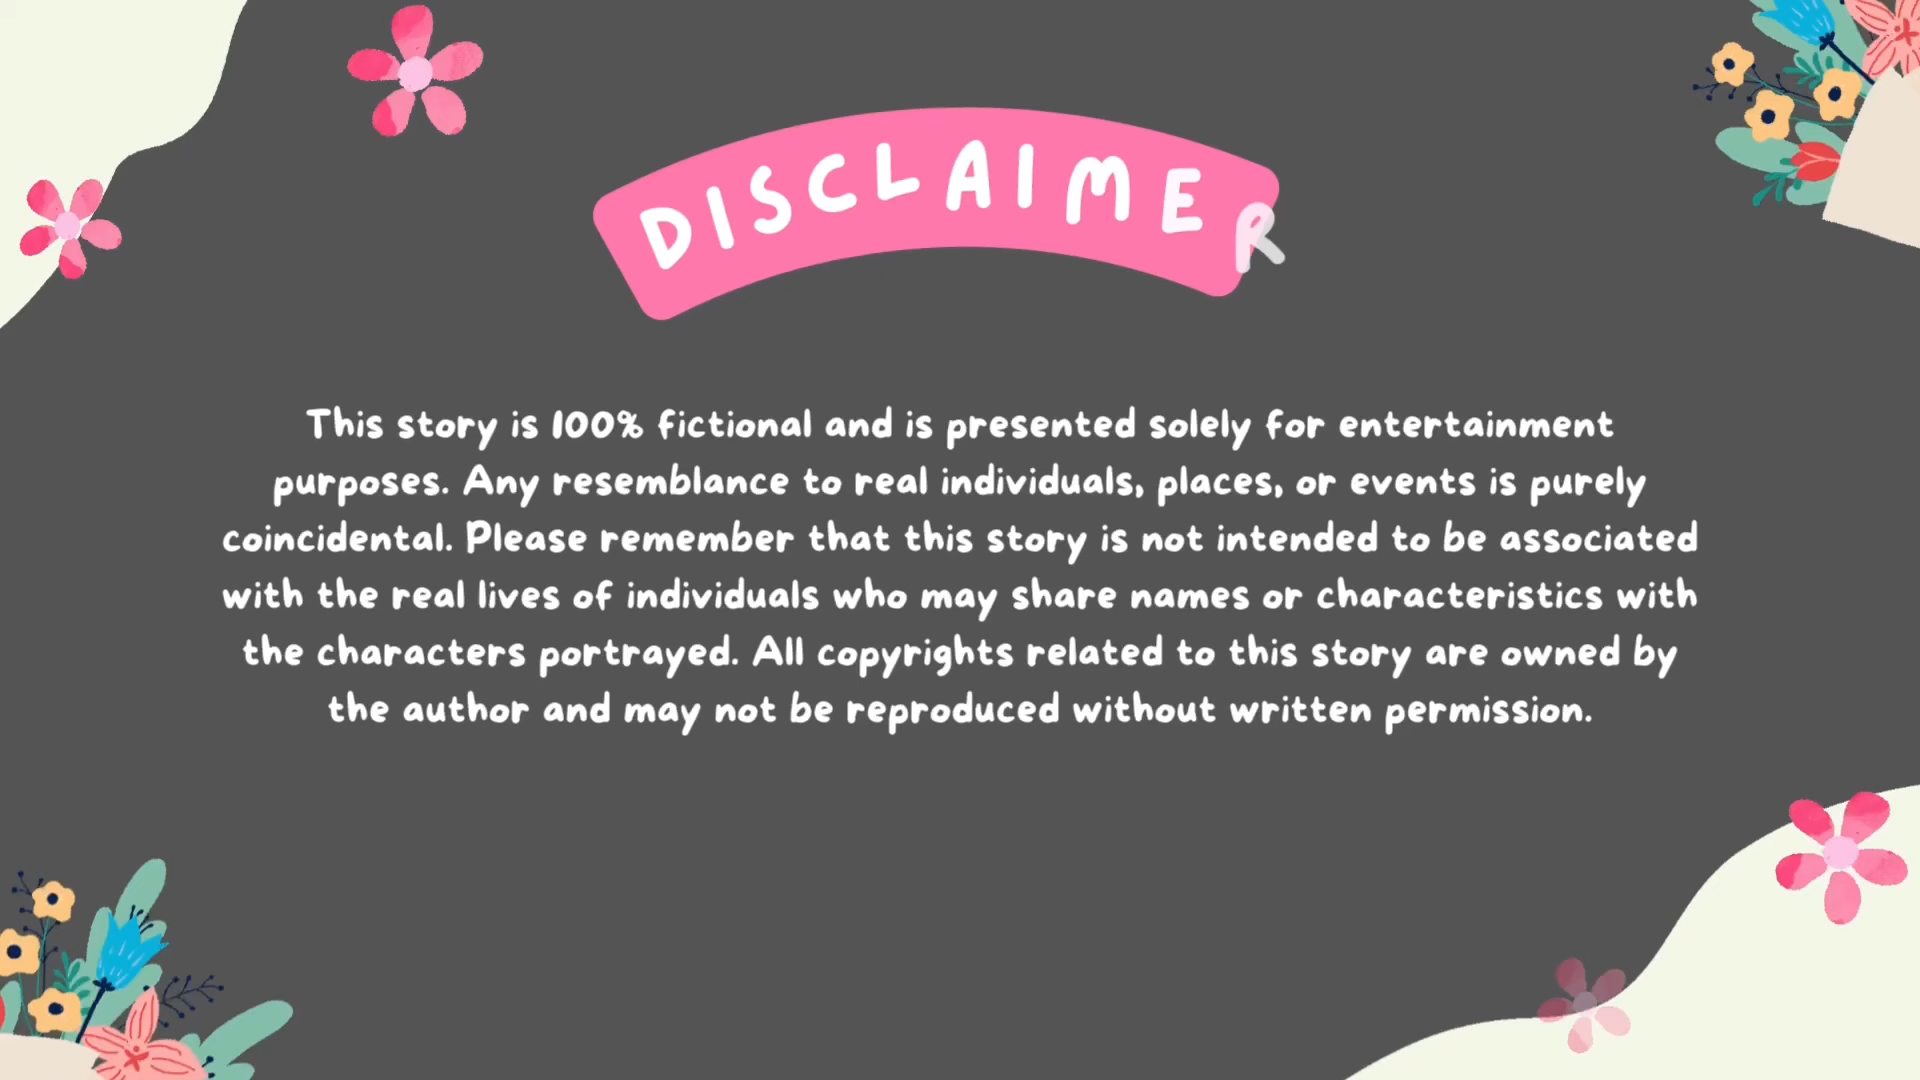 DISCLAIMER
This story is 100% fictional and is presented solely for entertainment
purposes. Any resemblance to real individuals, places, or events is purely
coincidental. Please remember that this story is not intended to be associated
with the real lives of individuals who may share names or characteristics with
the characters portrayed. All copyrights related to this story are owned by
the author and may not be reproduced without written permission.